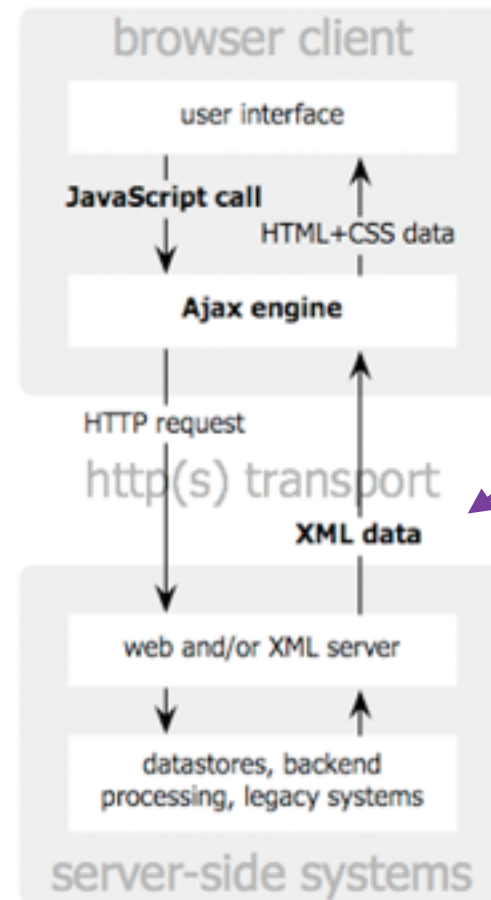 browser client
user interface
JavaScript call
HTML+CSS data
Ajax engine
HTTP request
http(s) transport
XML data
web and/or XML server
datastores, backend
processing, legacy systems
server-side systems